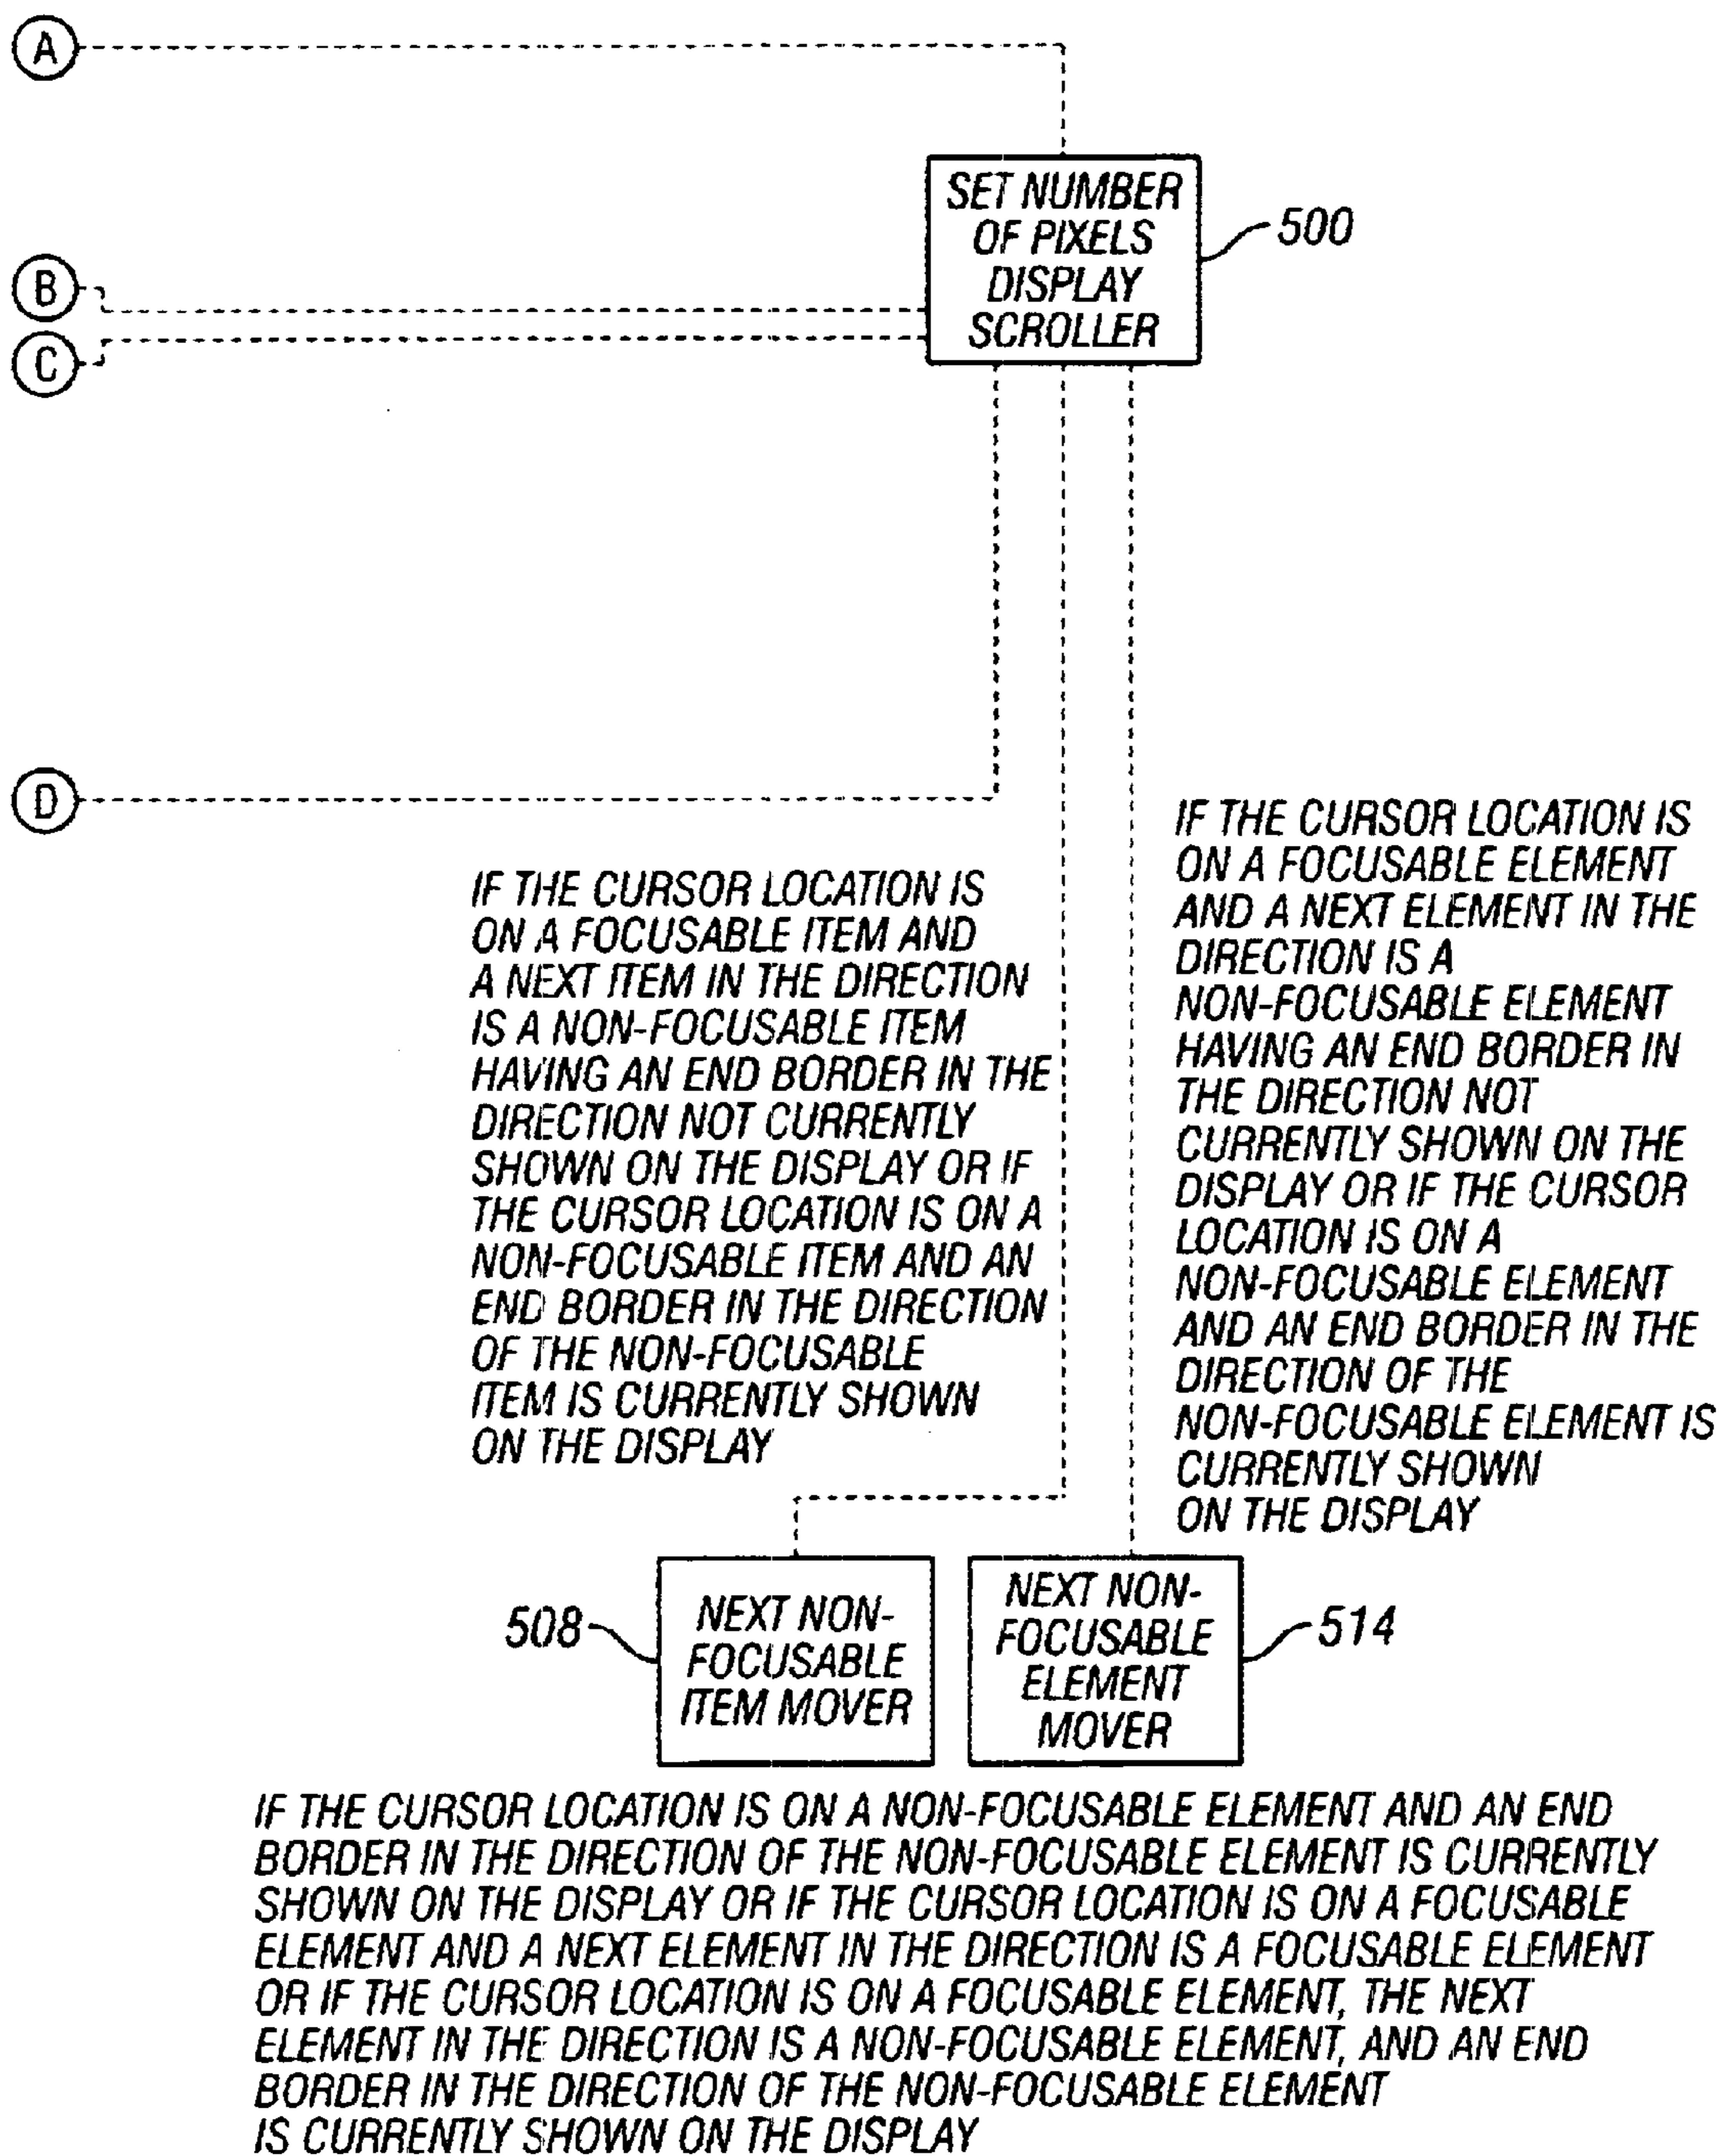 A
SET NUMBER
OF PIXELS
DISPLAY
SCROLLER
500
B
C
D
IF THE CURSOR LOCATION IS
ON A FOCUSABLE ITEM AND
A NEXT ITEM IN THE DIRECTION
IS A NON-FOCUSABLE ITEM
HAVING AN END BORDER IN THE
DIRECTION NOT CURRENTLY
SHOWN ON THE DISPLAY OR IF
THE CURSOR LOCATION IS ON A
NON-FOCUSABLE ITEM AND AN
END BORDER IN THE DIRECTION
OF THE NON-FOCUSABLE
ITEM IS CURRENTLY SHOWN
ON THE DISPLAY
IF THE CURSOR LOCATION IS
ON A FOCUSABLE ELEMENT
AND A NEXT ELEMENT IN THE
DIRECTION IS A
NON-FOCUSABLE ELEMENT
HAVING AN END BORDER IN
THE DIRECTION NOT
CURRENTLY SHOWN ON THE
DISPLAY OR IF THE CURSOR
LOCATION IS ON A
NON-FOCUSABLE ELEMENT
AND AN END BORDER IN THE
DIRECTION OF THE
NON-FOCUSABLE ELEMENT IS
CURRENTLY SHOWN
ON THE DISPLAY
508
NEXT NON-
FOCUSABLE
ITEM MOVER
NEXT NON-
FOCUSABLE
ELEMENT
MOVER
514
IF THE CURSOR LOCATION IS ON A NON-FOCUSABLE ELEMENT AND AN END
BORDER IN THE DIRECTION OF THE NON-FOCUSABLE ELEMENT IS CURRENTLY
SHOWN ON THE DISPLAY OR IF THE CURSOR LOCATION IS ON A FOCUSABLE
ELEMENT AND A NEXT ELEMENT IN THE DIRECTION IS A FOCUSABLE ELEMENT
OR IF THE CURSOR LOCATION IS ON A FOCUSABLE ELEMENT, THE NEXT
ELEMENT IN THE DIRECTION IS A NON-FOCUSABLE ELEMENT, AND AN END
BORDER IN THE DIRECTION OF THE NON-FOCUSABLE ELEMENT
IS CURRENTLY SHOWN ON THE DISPLAY